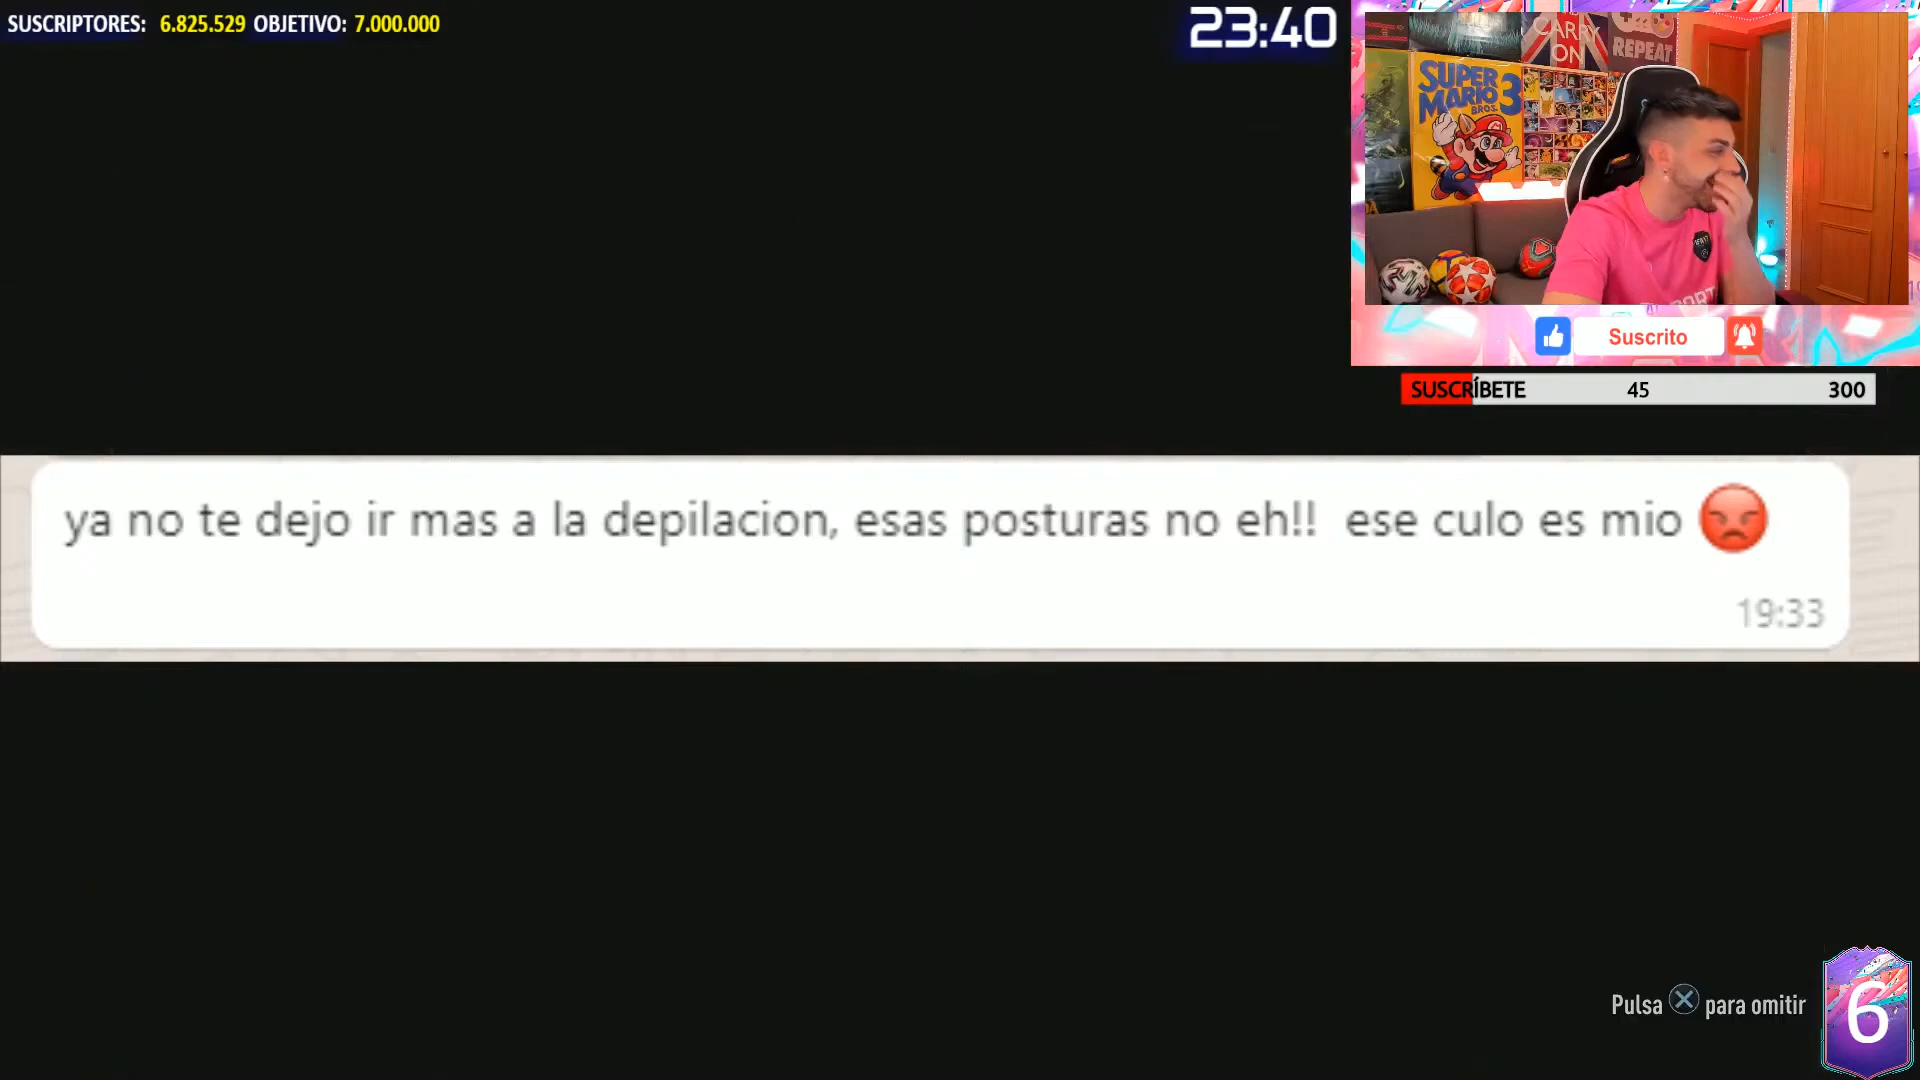 SUSCRIPTORES: 6.825.529 OBJETIVO: 7.000.000
23:40
CARRY
ON
REPEAT
SUPER
MARIO 3
BROS.
Suscrito
SUSCRÍBETE 45 300
ya no te dejo ir mas a la depilacion, esas posturas no eh!! ese culo es mio 😡
19:33
Pulsa para omitir
6